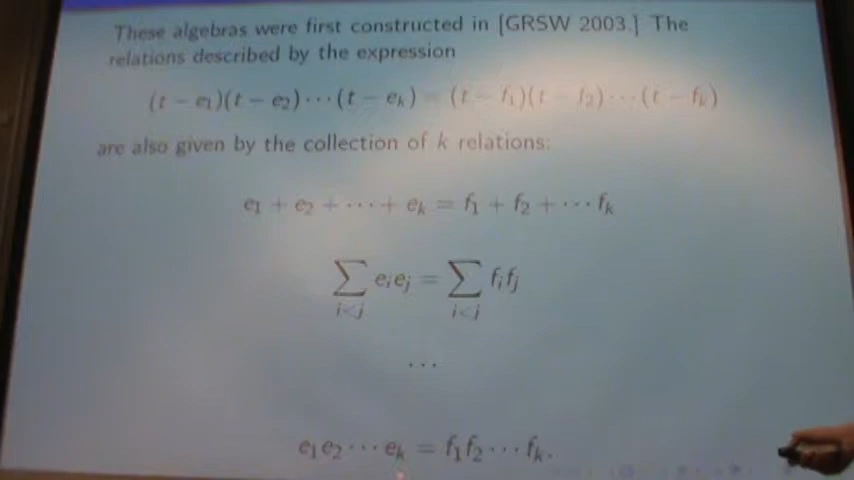 These algebras were first constructed in [GRSW 2003.] The
relations described by the expression
(t − e₁)(t − e₂) ⋯ (t − eₖ) = (t − f₁)(t − f₂) ⋯ (t − fₖ)
are also given by the collection of k relations:
e₁ + e₂ + ⋯ + eₖ = f₁ + f₂ + ⋯ fₖ
∑ eᵢeⱼ = ∑ fᵢfⱼ
i<j i<j
⋯
e₁e₂ ⋯ eₖ = f₁f₂ ⋯ fₖ.